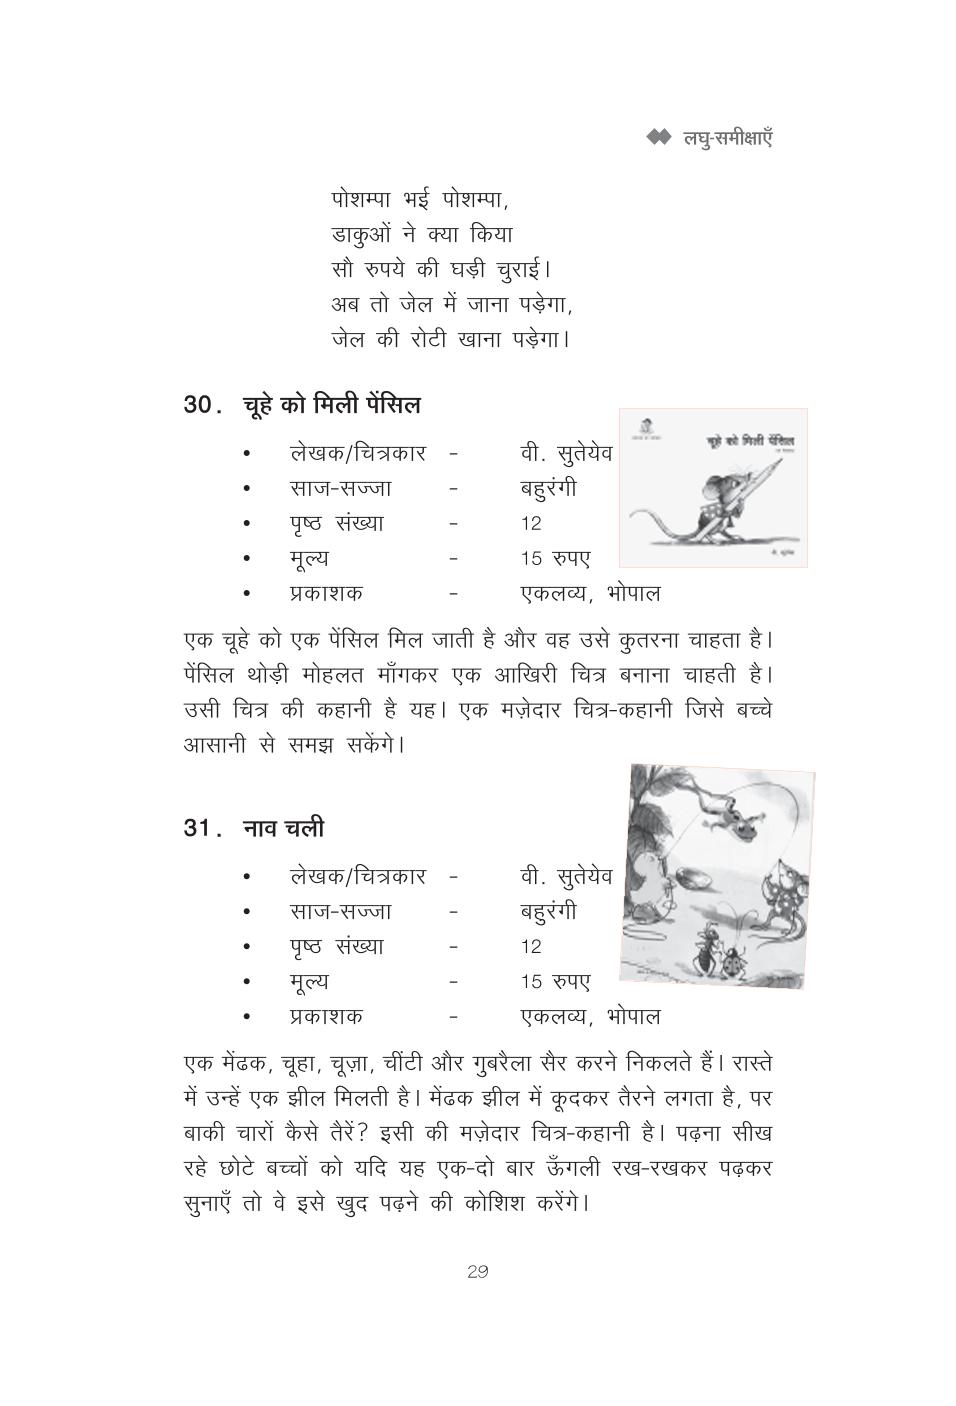 लघु-समीक्षाएँ
पोशम्पा भई पोशम्पा,
डाकुओं ने क्या किया
सौ रुपये की घड़ी चुराई।
अब तो जेल में जाना पड़ेगा,
जेल की रोटी खाना पड़ेगा।
30. चूहे को मिली पेंसिल
• लेखक/चित्रकार - वी. सुतेयेव
• साज-सज्जा - बहुरंगी
• पृष्ठ संख्या - 12
• मूल्य - 15 रुपए
• प्रकाशक - एकलव्य, भोपाल
चूहे को मिली पेंसिल
एक चूहे को एक पेंसिल मिल जाती है और वह उसे कुतरना चाहता है।
पेंसिल थोड़ी मोहलत माँगकर एक आखिरी चित्र बनाना चाहती है।
उसी चित्र की कहानी है यह। एक मज़ेदार चित्र-कहानी जिसे बच्चे
आसानी से समझ सकेंगे।
31. नाव चली
• लेखक/चित्रकार - वी. सुतेयेव
• साज-सज्जा - बहुरंगी
• पृष्ठ संख्या - 12
• मूल्य - 15 रुपए
• प्रकाशक - एकलव्य, भोपाल
एक मेंढक, चूहा, चूज़ा, चींटी और गुबरैला सैर करने निकलते हैं। रास्ते
में उन्हें एक झील मिलती है। मेंढक झील में कूदकर तैरने लगता है, पर
बाकी चारों कैसे तैरें? इसी की मज़ेदार चित्र-कहानी है। पढ़ना सीख
रहे छोटे बच्चों को यदि यह एक-दो बार ऊँगली रख-रखकर पढ़कर
सुनाएँ तो वे इसे खुद पढ़ने की कोशिश करेंगे।
29